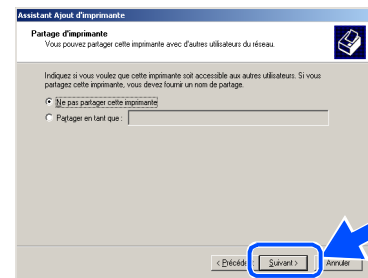 Assistant Ajout d'imprimante
Partage d'imprimante
Vous pouvez partager cette imprimante avec d'autres utilisateurs du réseau.
Indiquez si vous voulez que cette imprimante soit accessible aux autres utilisateurs. Si vous
partagez cette imprimante, vous devez fournir un nom de partage.
Ne pas partager cette imprimante
Partager en tant que :
< Précéde Suivant > Annuler